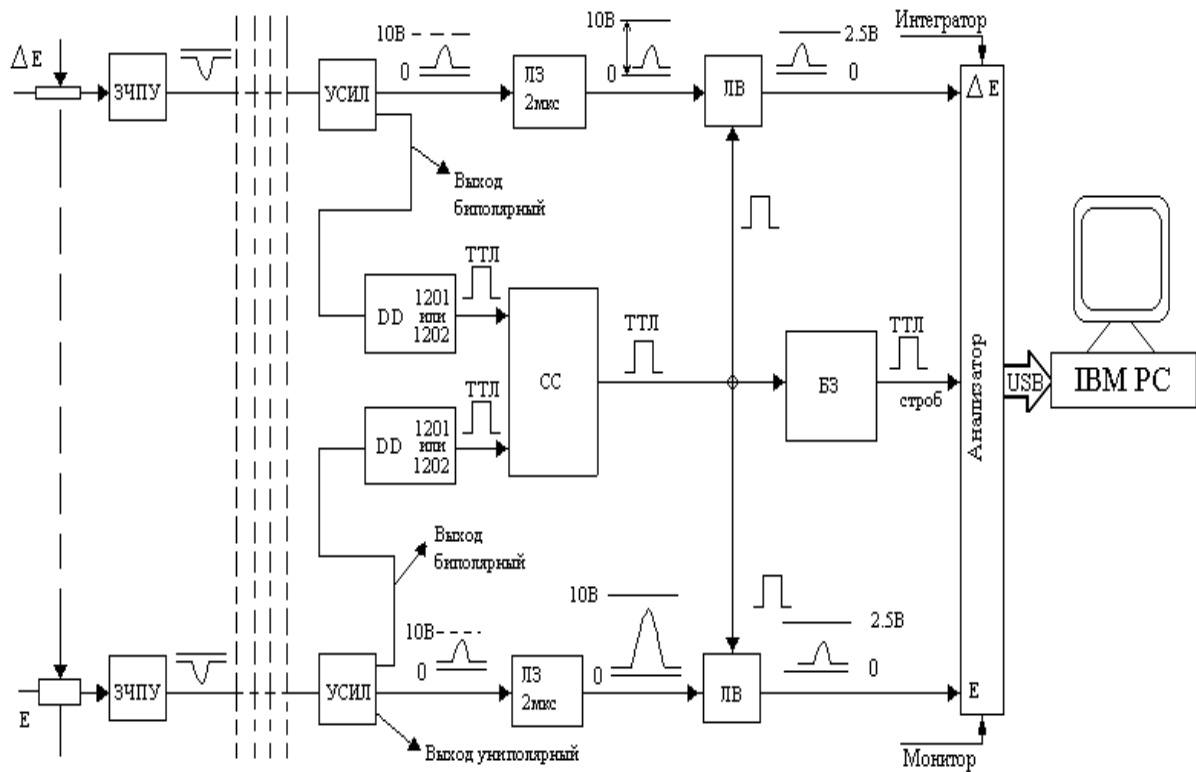 Интегратор
10В
0
10В
0
2.5В
0
ΔE
ЗЧПУ
УСИЛ
ЛЗ
2мкс
ЛВ
Δ E
Выход
биполярный
ТТЛ
DD
1201
или
1202
СС
ТТЛ
БЗ
ТТЛ
строб
Анализатор
USB
IBM PC
ТТЛ
DD
1201
или
1202
Выход
биполярный
10В
0
10В
0
2.5В
0
E
ЗЧПУ
УСИЛ
ЛЗ
2мкс
ЛВ
E
Выход униполярный
Монитор